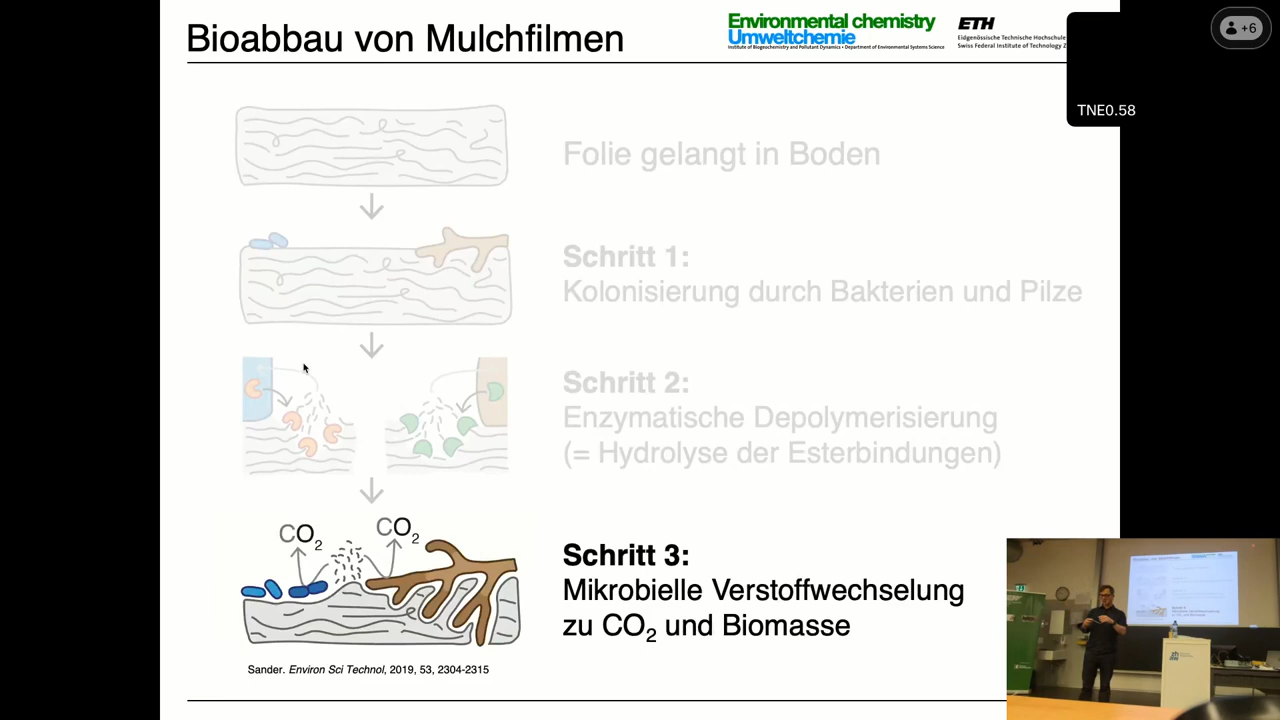 Bioabbau von Mulchfilmen
Environmental chemistry
Umweltchemie
Institute of Biogeochemistry and Pollutant Dynamics • Department of Environmental Systems Science
ETH
Eidgenössische Technische Hochschule
Swiss Federal Institute of Technology Z
+6
TNE0.58
Folie gelangt in Boden
Schritt 1:
Kolonisierung durch Bakterien und Pilze
Schritt 2:
Enzymatische Depolymerisierung
(= Hydrolyse der Esterbindungen)
CO₂ CO₂
Schritt 3:
Mikrobielle Verstoffwechselung
zu CO₂ und Biomasse
Sander. Environ Sci Technol, 2019, 53, 2304-2315